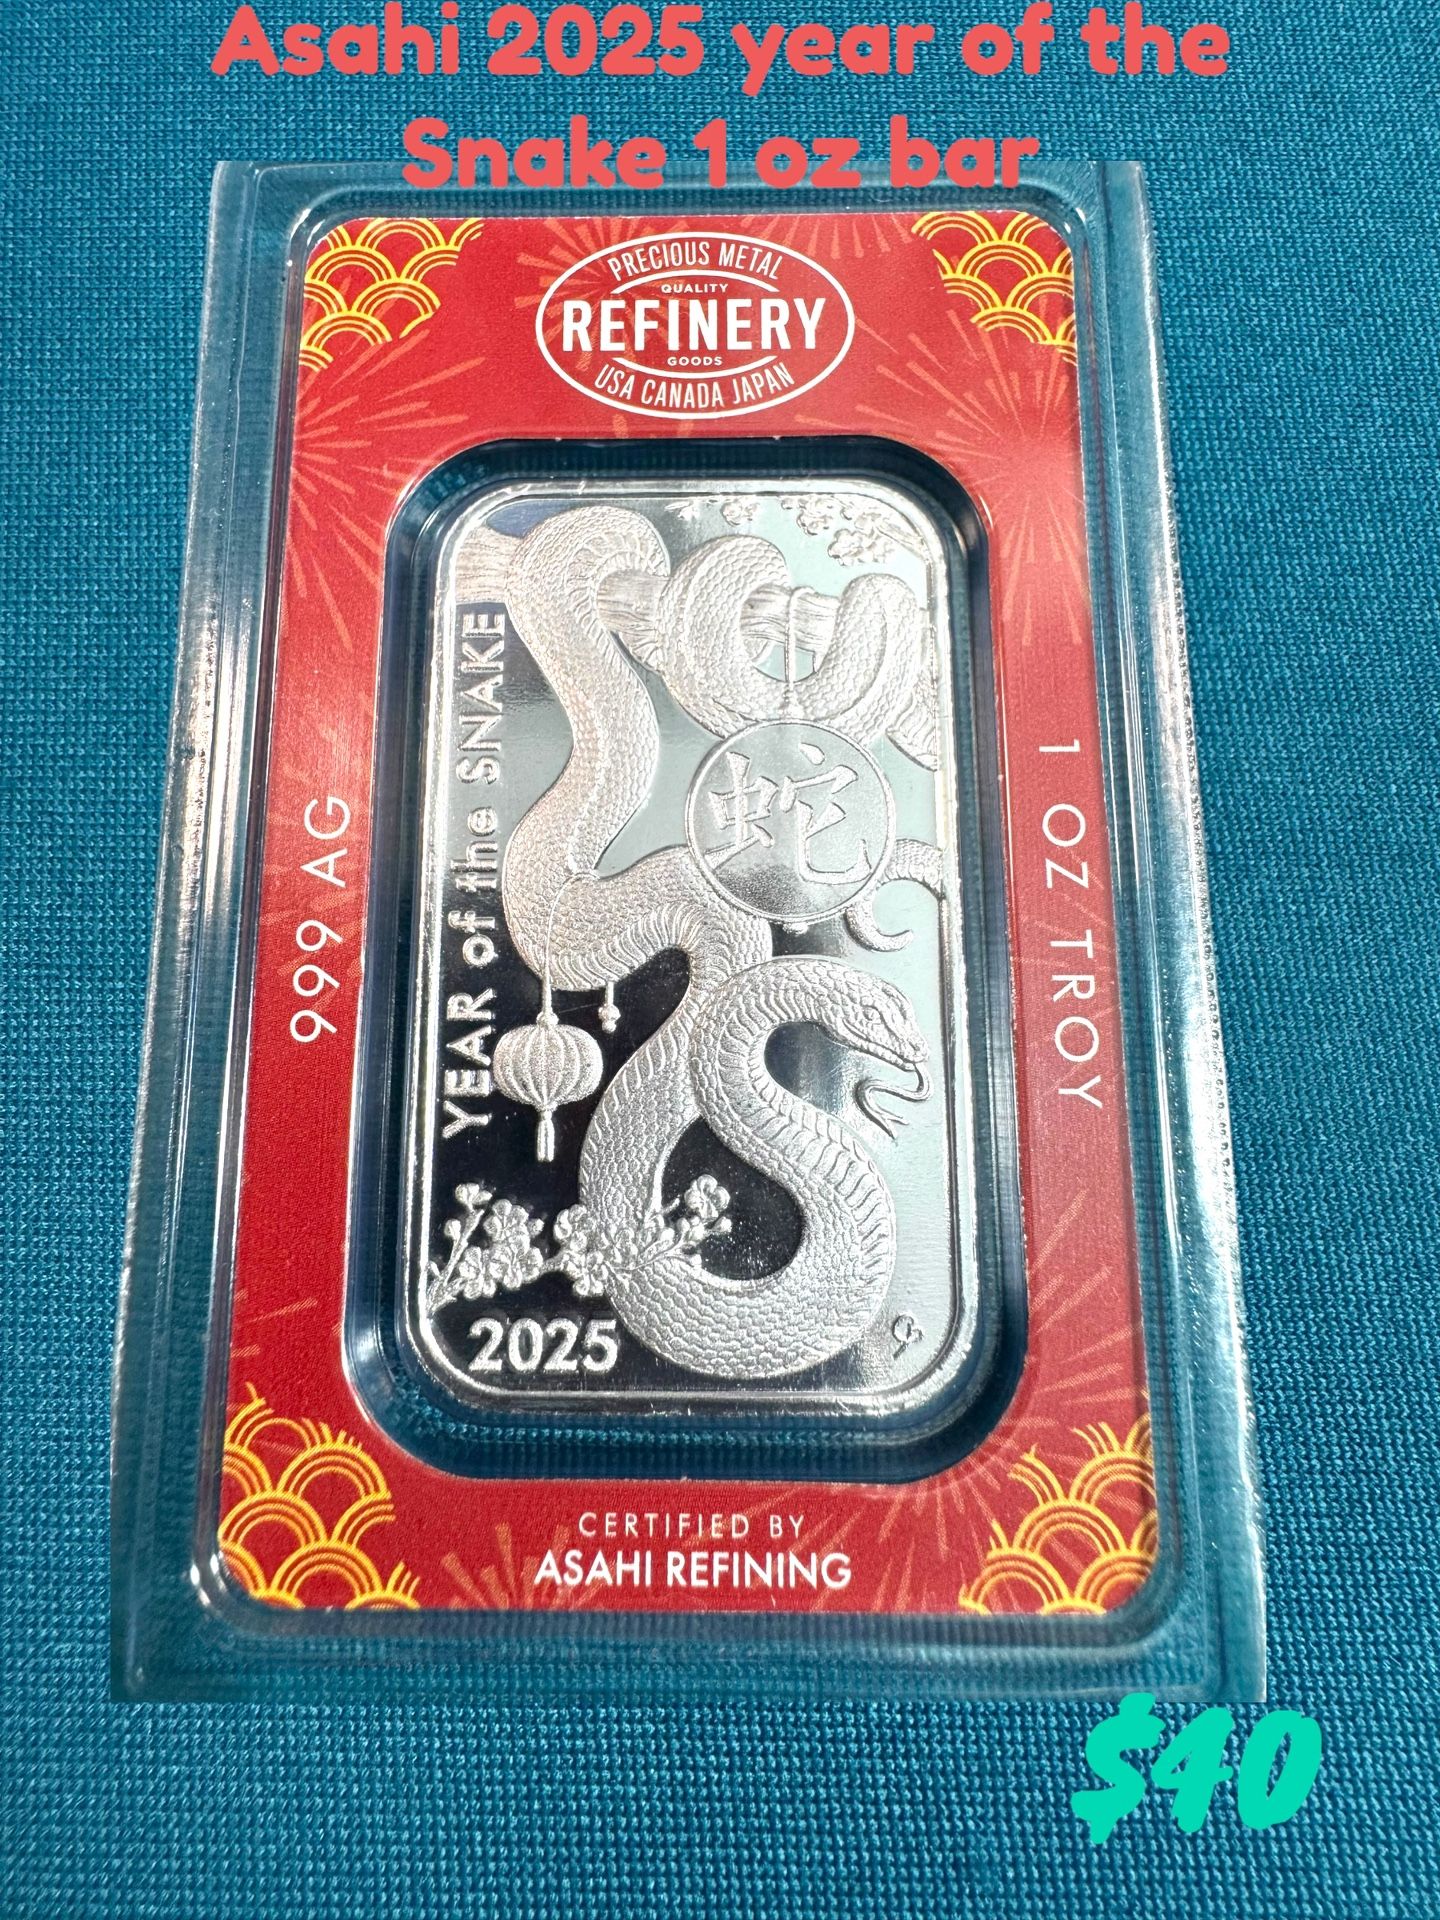 Asahi 2025 year of the
Snake 1 oz bar
PRECIOUS METAL
QUALITY
REFINERY
GOODS
USA CANADA JAPAN
YEAR of the SNAKE
蛇
999 AG
1 OZ TROY
2025
CERTIFIED BY
ASAHI REFINING
$40